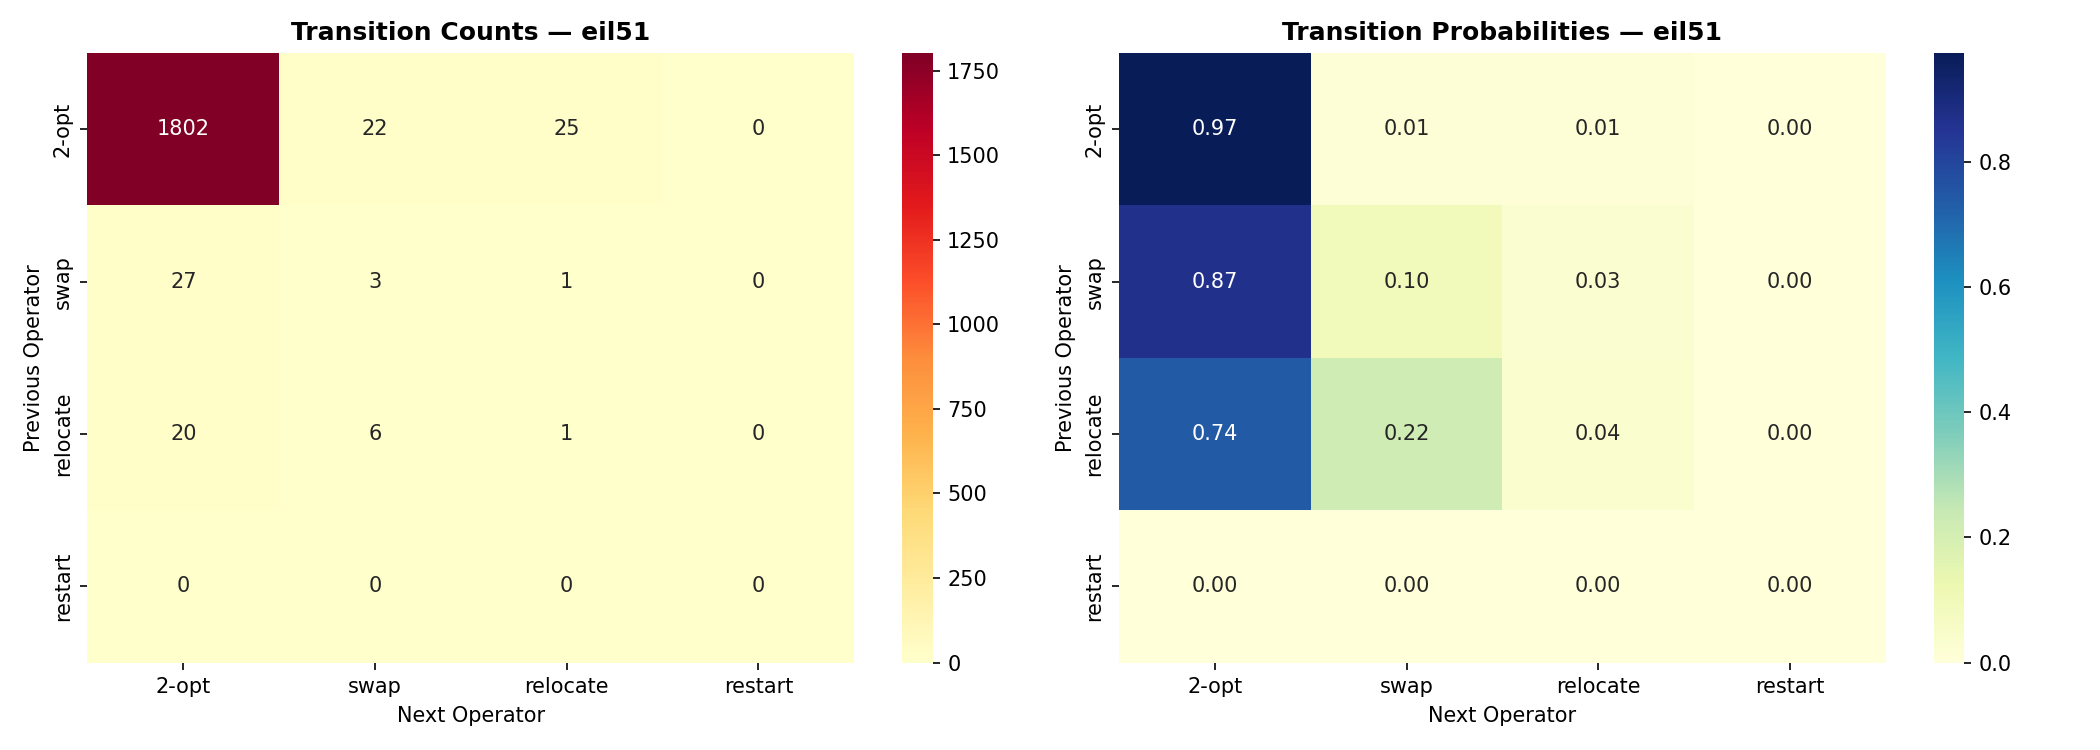 Transition Counts — eil51
2-opt
1802
22
25
0
swap
27
3
1
0
relocate
20
6
1
0
restart
0
0
0
0
2-opt
swap
relocate
restart
Previous Operator
Next Operator
1750
1500
1250
1000
750
500
250
0
Transition Probabilities — eil51
2-opt
0.97
0.01
0.01
0.00
swap
0.87
0.10
0.03
0.00
relocate
0.74
0.22
0.04
0.00
restart
0.00
0.00
0.00
0.00
2-opt
swap
relocate
restart
Previous Operator
Next Operator
0.8
0.6
0.4
0.2
0.0